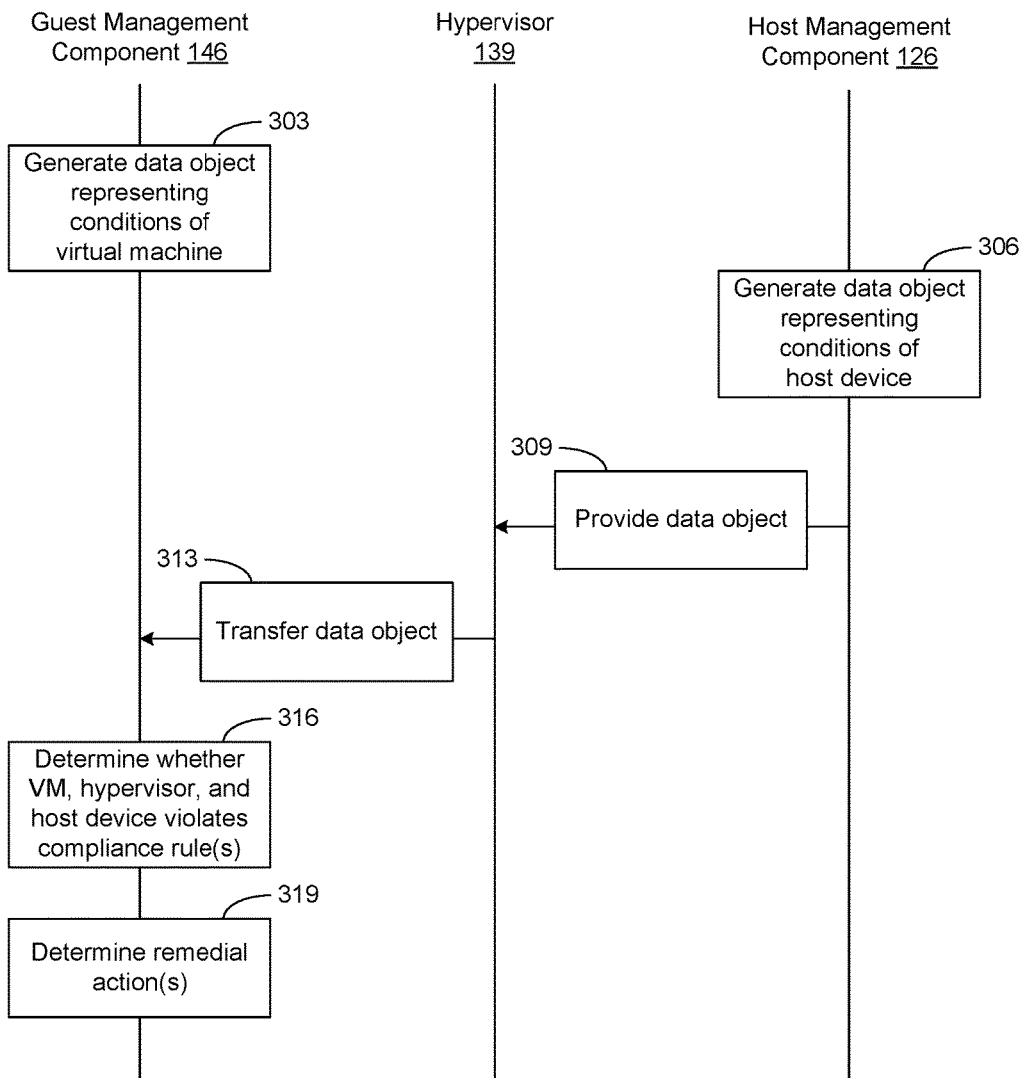 Guest Management
Component 146
Hypervisor
139
Host Management
Component 126
303
Generate data object
representing
conditions of
virtual machine
306
Generate data object
representing
conditions of
host device
309
Provide data object
313
Transfer data object
316
Determine whether
VM, hypervisor, and
host device violates
compliance rule(s)
319
Determine remedial
action(s)